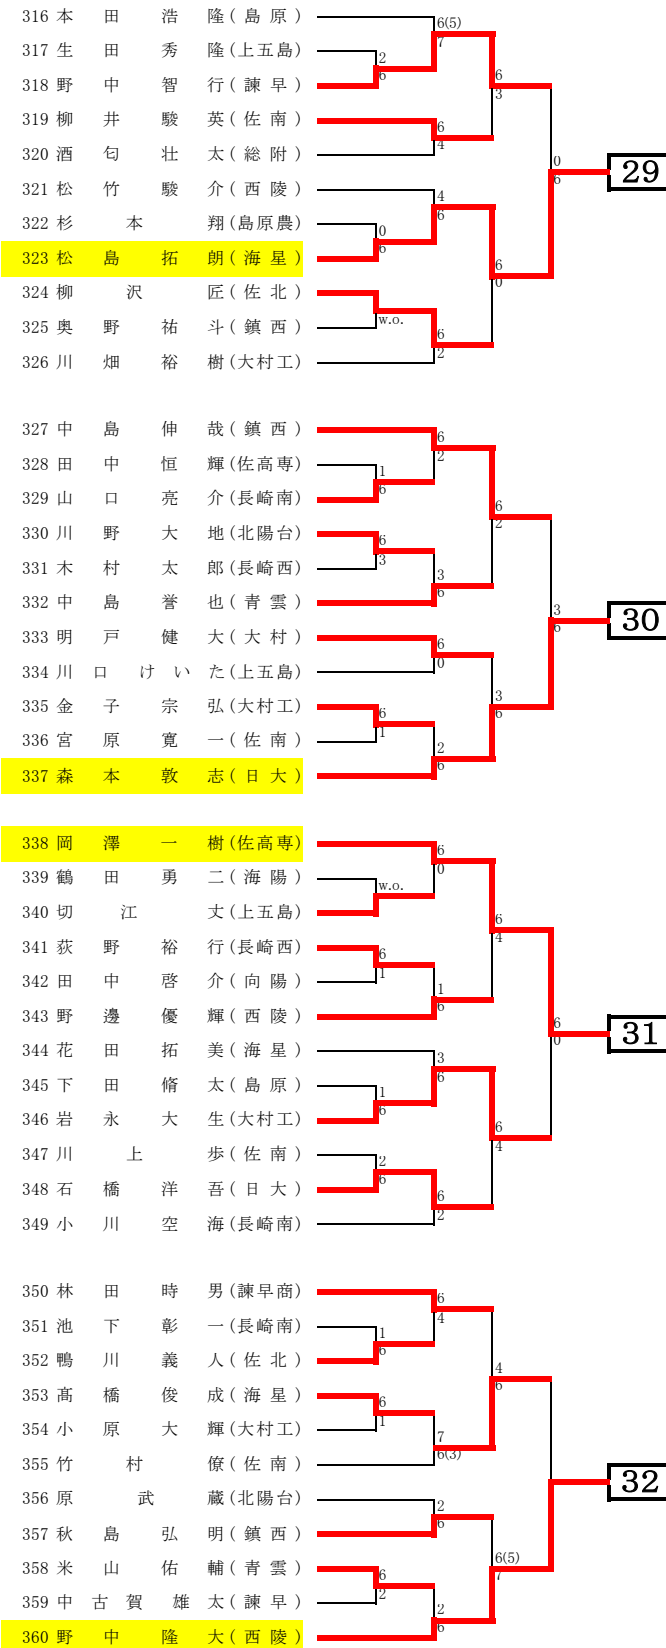 316 本田浩隆(島原)
6(5)
7
317 生田秀隆(上五島)
2
6
318 野中智行(諫早)
6
3
319 柳井駿英(佐南)
6
4
320 酒匂壮太(総附)
0
6
29
321 松竹駿介(西陵)
4
6
322 杉本翔(島原農)
0
6
323 松島拓朗(海星)
6
0
324 柳沢匠(佐北)
w.o.
325 奥野祐斗(鎮西)
6
2
326 川畑裕樹(大村工)
327 中島伸哉(鎮西)
6
2
328 田中恒輝(佐高専)
1
6
329 山口亮介(長崎南)
6
2
330 川野大地(北陽台)
6
3
331 木村太郎(長崎西)
3
6
332 中島誉也(青雲)
3
6
30
333 明戸健大(大村)
6
0
334 川口けいた(上五島)
3
6
335 金子宗弘(大村工)
6
1
336 宮原寛一(佐南)
2
6
337 森本敦志(日大)
338 岡澤一樹(佐高専)
6
0
339 鶴田勇二(海陽)
w.o.
340 切江丈(上五島)
6
4
341 荻野裕行(長崎西)
6
1
342 田中啓介(向陽)
1
6
343 野邊優輝(西陵)
6
0
31
344 花田拓美(海星)
3
6
345 下田脩太(島原)
1
6
346 岩永大生(大村工)
6
4
347 川上歩(佐南)
2
6
348 石橋洋吾(日大)
6
2
349 小川空海(長崎南)
350 林田時男(諫早商)
6
4
351 池下彰一(長崎南)
1
6
352 鴨川義人(佐北)
4
6
353 髙橋俊成(海星)
6
1
354 小原大輝(大村工)
7
6(3)
355 竹村僚(佐南)
32
356 原武蔵(北陽台)
2
6
357 秋島弘明(鎮西)
6(5)
7
358 米山佑輔(青雲)
6
2
359 中古賀雄太(諫早)
2
6
360 野中隆大(西陵)